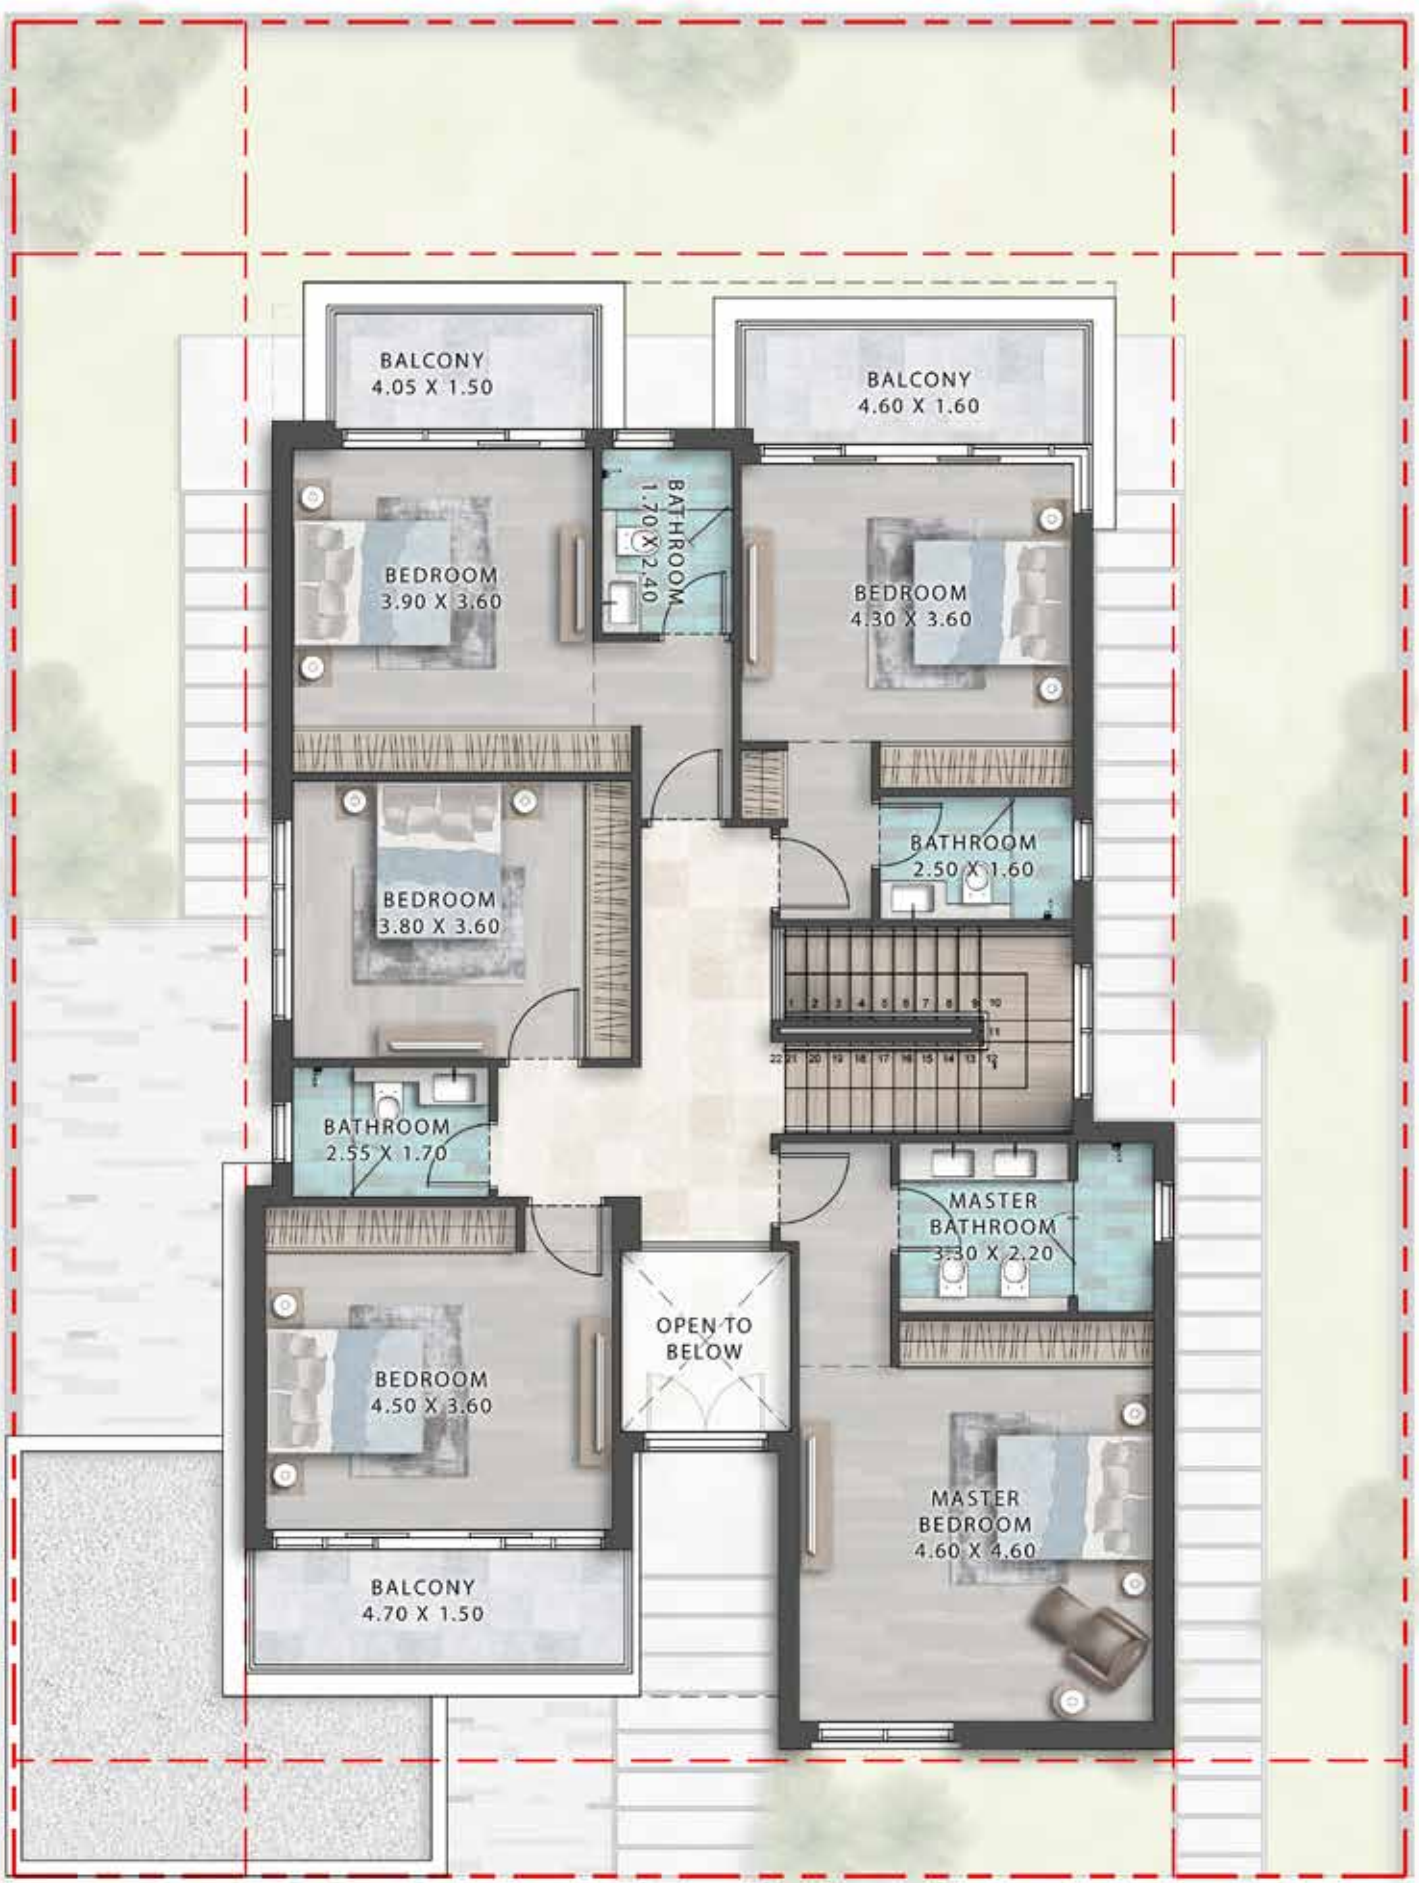 BALCONY
4.05 X 1.50
BALCONY
4.60 X 1.60
BEDROOM
3.90 X 3.60
BATHROOM
1.70 X 2.40
BEDROOM
4.30 X 3.60
BEDROOM
3.80 X 3.60
BATHROOM
2.50 X 1.60
1 2 3 4 5 6 7 8 9 10
11
22 21 20 19 18 17 16 15 14 13 12
BATHROOM
2.55 X 1.70
MASTER
BATHROOM
3.30 X 2.20
OPEN TO
BELOW
BEDROOM
4.50 X 3.60
MASTER
BEDROOM
4.60 X 4.60
BALCONY
4.70 X 1.50